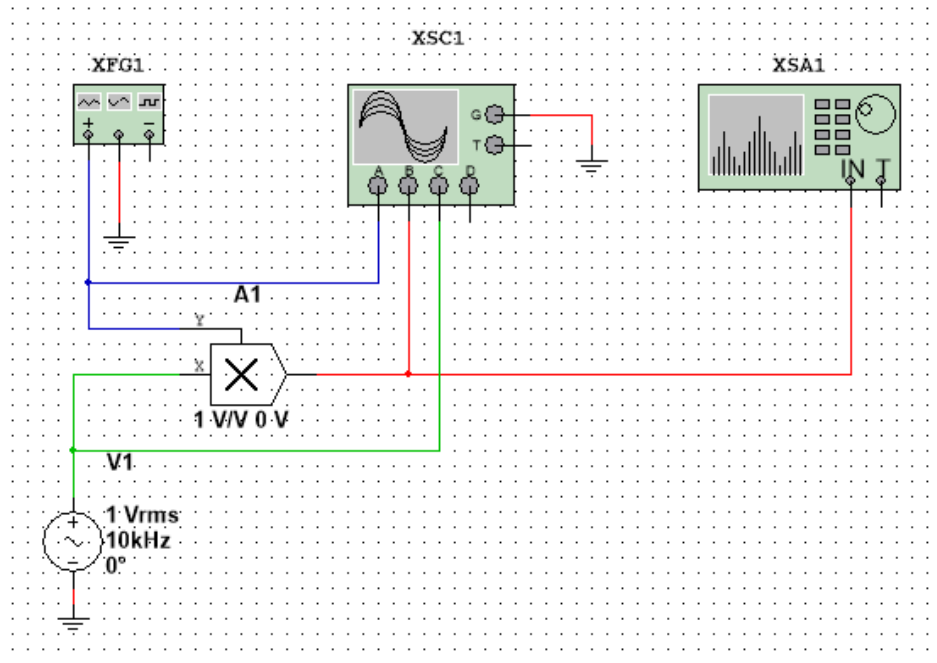 XSC1
XFG1
XSA1
+
–
G
T
A B C D
IN T
A1
Y
X
1 V/V 0 V
V1
1 Vrms
10kHz
0°